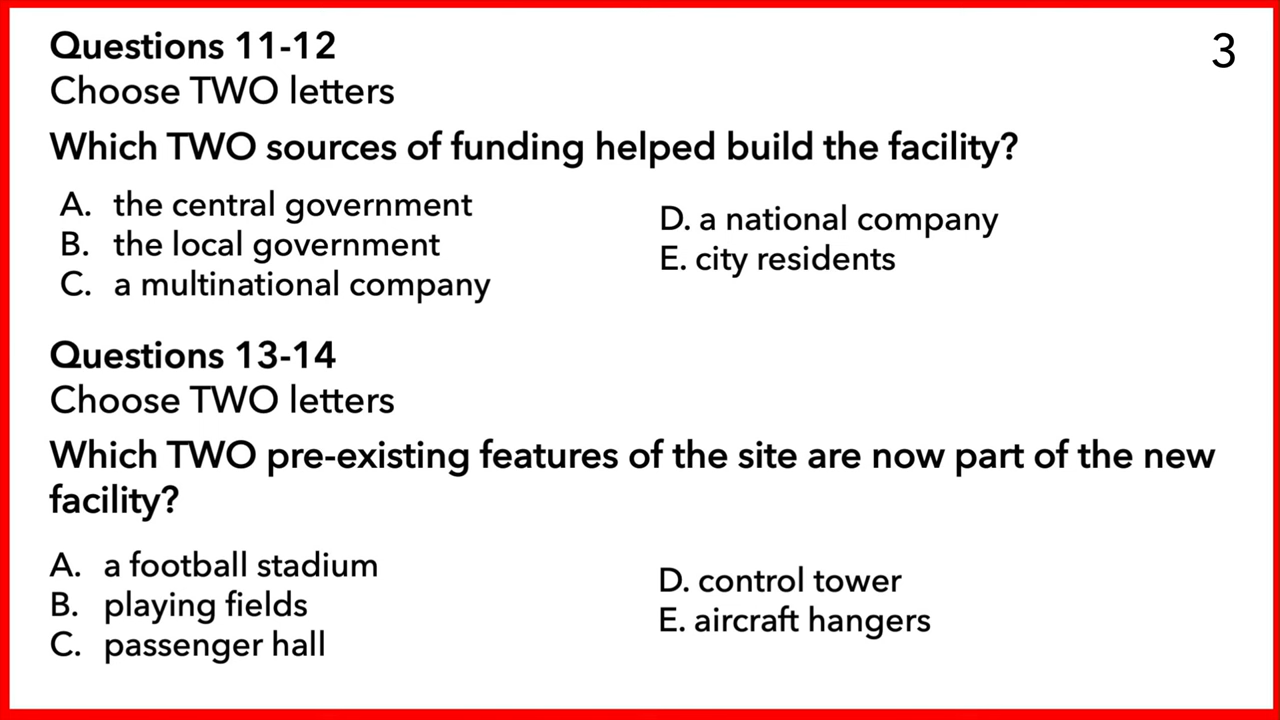 Questions 11-12
3
Choose TWO letters
Which TWO sources of funding helped build the facility?
A. the central government
B. the local government
C. a multinational company
D. a national company
E. city residents
Questions 13-14
Choose TWO letters
Which TWO pre-existing features of the site are now part of the new
facility?
A. a football stadium
B. playing fields
C. passenger hall
D. control tower
E. aircraft hangers